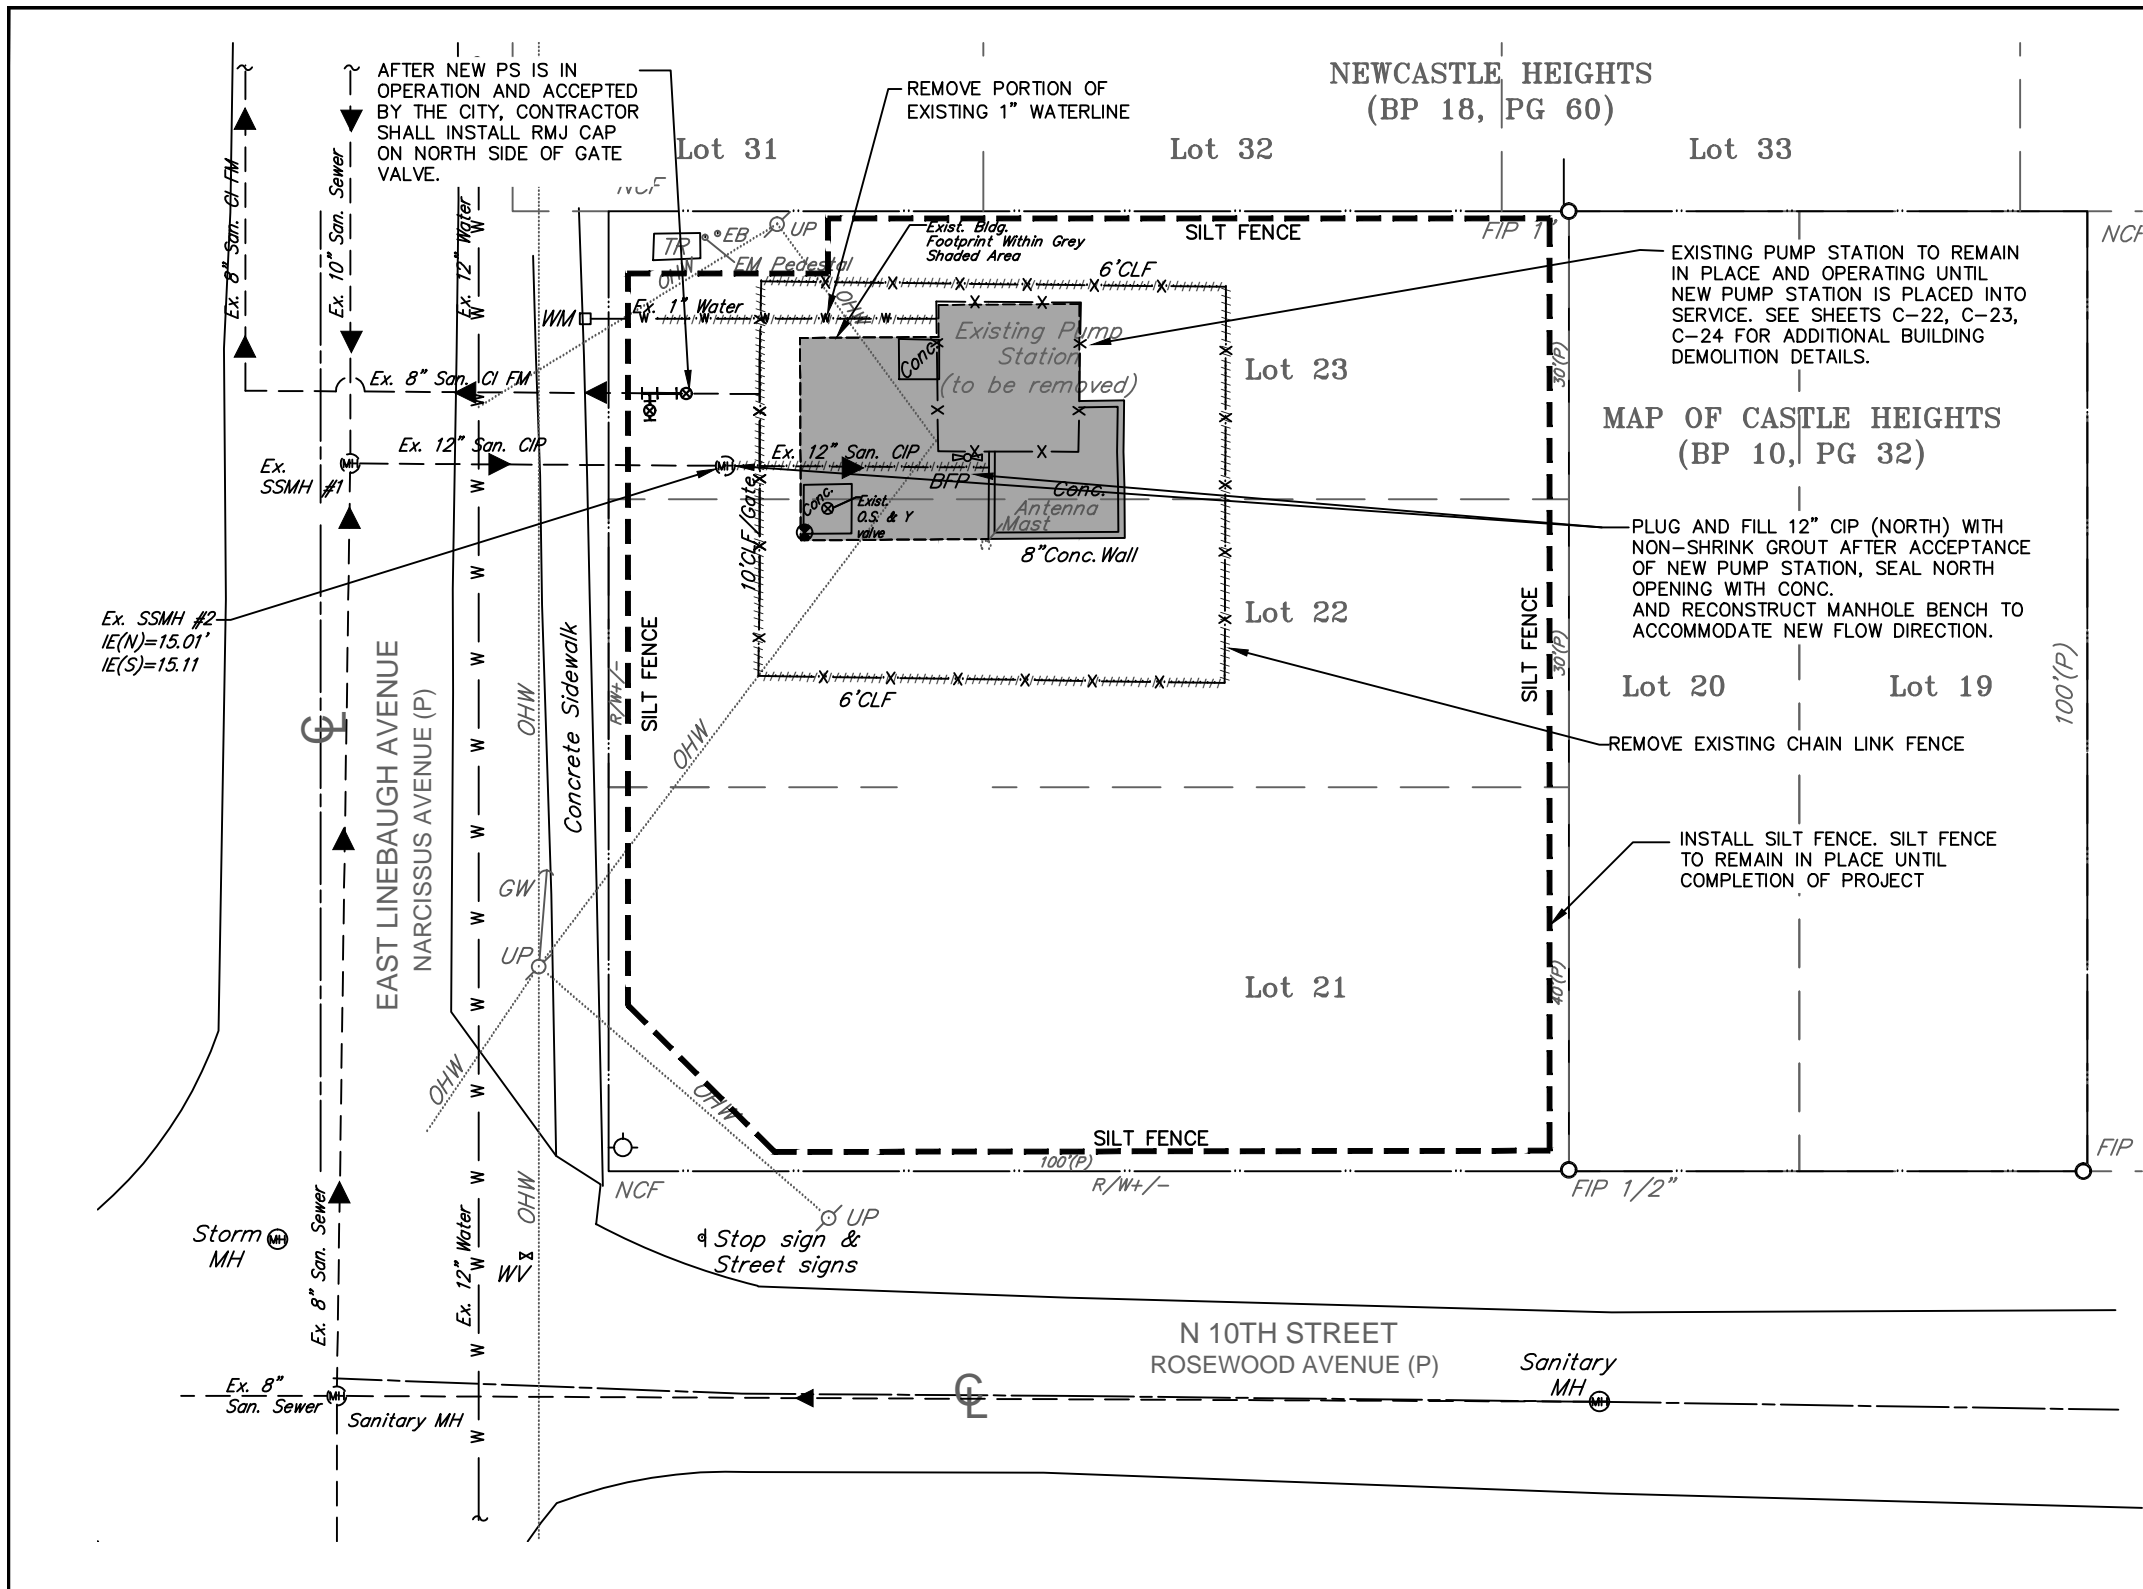 AFTER NEW PS IS IN
OPERATION AND ACCEPTED
BY THE CITY, CONTRACTOR
SHALL INSTALL RMJ CAP
ON NORTH SIDE OF GATE
VALVE.
REMOVE PORTION OF
EXISTING 1" WATERLINE
NEWCASTLE HEIGHTS
(BP 18, PG 60)
Lot 31
Lot 32
Lot 33
NCF
FIP 1"
NCF
Ex. 8" San. CI FM
Ex. 10" San. Sewer
Ex. 12" Water
TP
EB
UP
EM Pedestal
OHW
OHW
Exist. Bldg.
Footprint Within Grey
Shaded Area
SILT FENCE
6'CLF
WM
Ex. 1" Water
Existing Pump
Station
(to be removed)
Conc.
Lot 23
30'(P)
EXISTING PUMP STATION TO REMAIN
IN PLACE AND OPERATING UNTIL
NEW PUMP STATION IS PLACED INTO
SERVICE. SEE SHEETS C-22, C-23,
C-24 FOR ADDITIONAL BUILDING
DEMOLITION DETAILS.
Ex. 8" San. CI FM
MAP OF CASTLE HEIGHTS
(BP 10, PG 32)
Ex. 12" San. CIP
Ex.
SSMH #1
MH
MH
Ex. 12" San. CIP
BFP
Conc.
Exist.
O.S. & Y
valve
Conc.
Antenna
Mast
8"Conc. Wall
10'CLF/Gate
PLUG AND FILL 12" CIP (NORTH) WITH
NON-SHRINK GROUT AFTER ACCEPTANCE
OF NEW PUMP STATION, SEAL NORTH
OPENING WITH CONC.
AND RECONSTRUCT MANHOLE BENCH TO
ACCOMMODATE NEW FLOW DIRECTION.
Ex. SSMH #2
IE(N)=15.01'
IE(S)=15.11
Lot 22
30'(P)
SILT FENCE
SILT FENCE
R/W+/-
Lot 20
Lot 19
100'(P)
6'CLF
REMOVE EXISTING CHAIN LINK FENCE
CL
EAST LINEBAUGH AVENUE
NARCISSUS AVENUE (P)
OHW
Concrete Sidewalk
OHW
INSTALL SILT FENCE. SILT FENCE
TO REMAIN IN PLACE UNTIL
COMPLETION OF PROJECT
GW
UP
Lot 21
40'(P)
OHW
OHW
SILT FENCE
100'(P)
R/W+/-
NCF
FIP 1/2"
FIP
UP
OHW
Storm
MH
MH
Stop sign &
Street signs
WV
Ex. 8" San. Sewer
Ex. 12" Water
N 10TH STREET
ROSEWOOD AVENUE (P)
CL
Sanitary
MH
MH
Ex. 8"
San. Sewer
MH
Sanitary MH